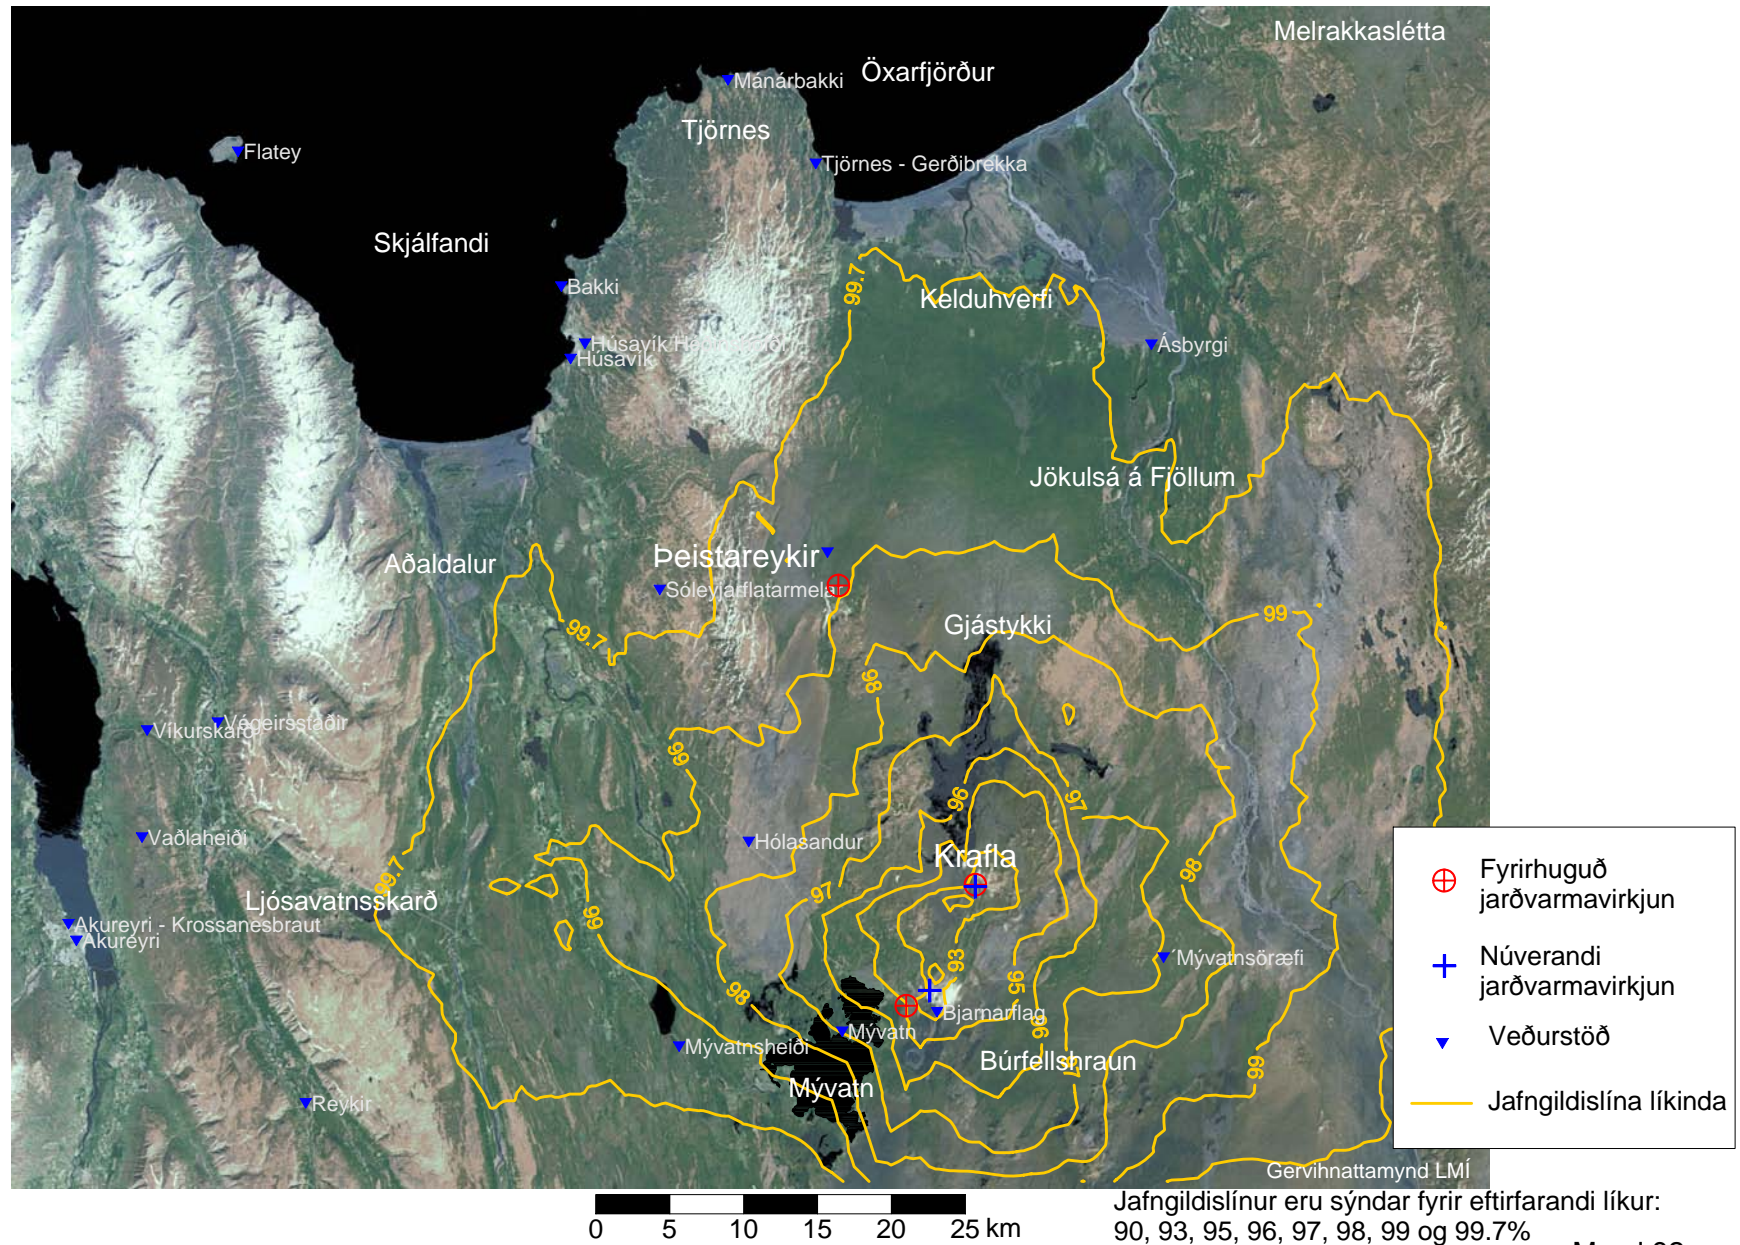 Melrakkaslétta
Öxarfjörður
Mánárbakki
Tjörnes
Flatey
Tjörnes - Gerðibrekka
Skjálfandi
99.7
Bakki
Kelduhverfi
Húsavík
Húsavík
Ásbyrgi
Jökulsá á Fjöllum
Þeistareykir
Aðaldalur
Sóleyjarflatarmelar
99
99.7
Gjástykki
98
Végeirsstaðir
Víkurskarð
99
96
97
Vaðlaheiði
Hólasandur
Krafla
98
99.7
97
Ljósavatnsskarð
99
Akureyri - Krossanesbraut
Akureyri
93
Mývatnsöræfi
95
98
Bjarnarflag
96
Mývatn
Mývatnsheiði
Búrfellshraun
97
99
Mývatn
Reykir
Gervihnattamynd LMÍ
Fyrirhuguð
jarðvarmavirkjun
Núverandi
jarðvarmavirkjun
Veðurstöð
Jafngildislína líkinda
0 5 10 15 20 25 km
Jafngildislínur eru sýndar fyrir eftirfarandi líkur:
90, 93, 95, 96, 97, 98, 99 og 99.7%